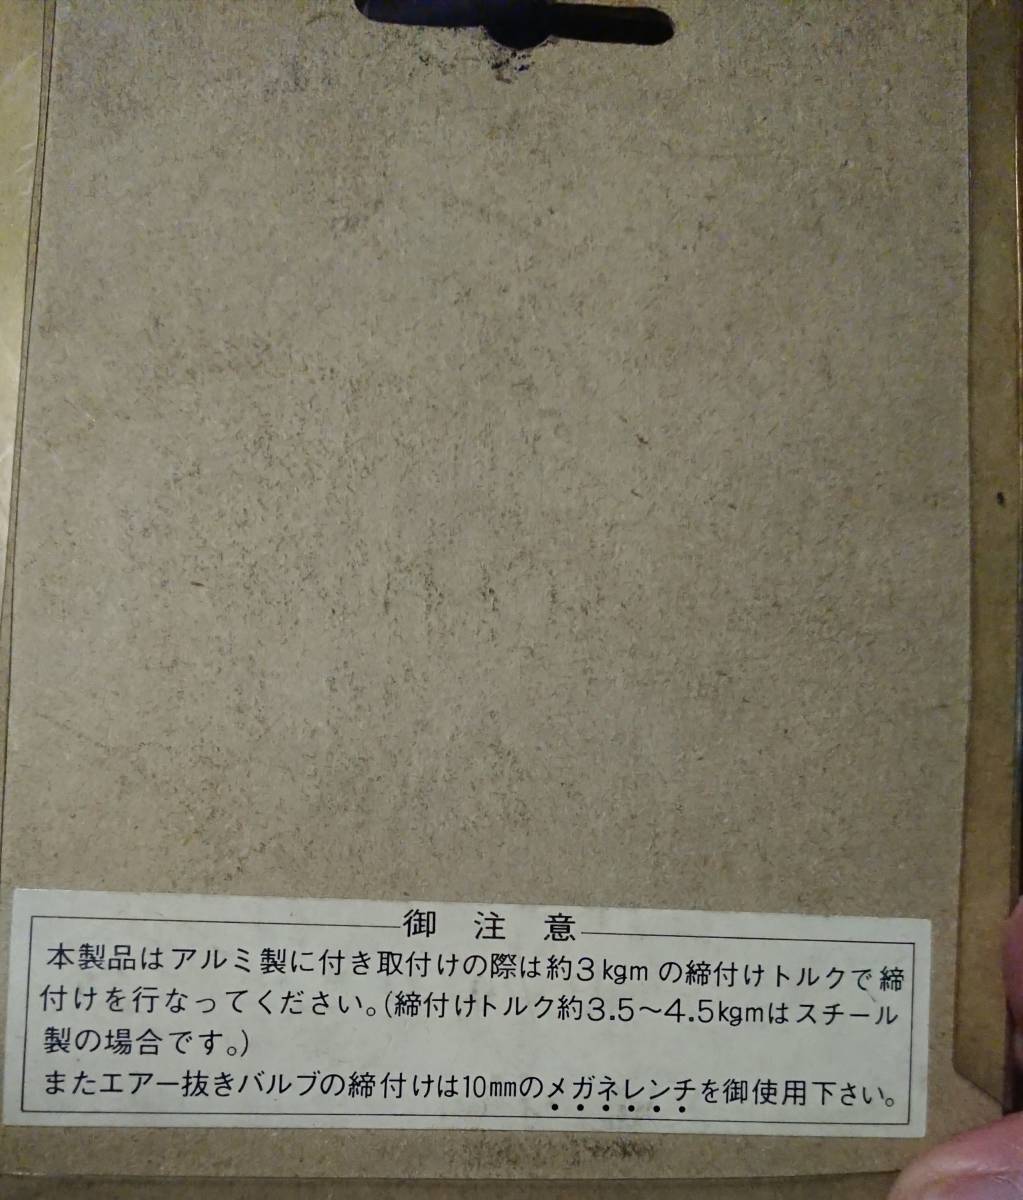 御注意
本製品はアルミ製に付き取付けの際は約3kgmの締付けトルクで締
付けを行なってください。(締付けトルク約3.5〜4.5kgmはスチール
製の場合です。)
またエアー抜きバルブの締付けは10mmのメガネレンチを御使用下さい。